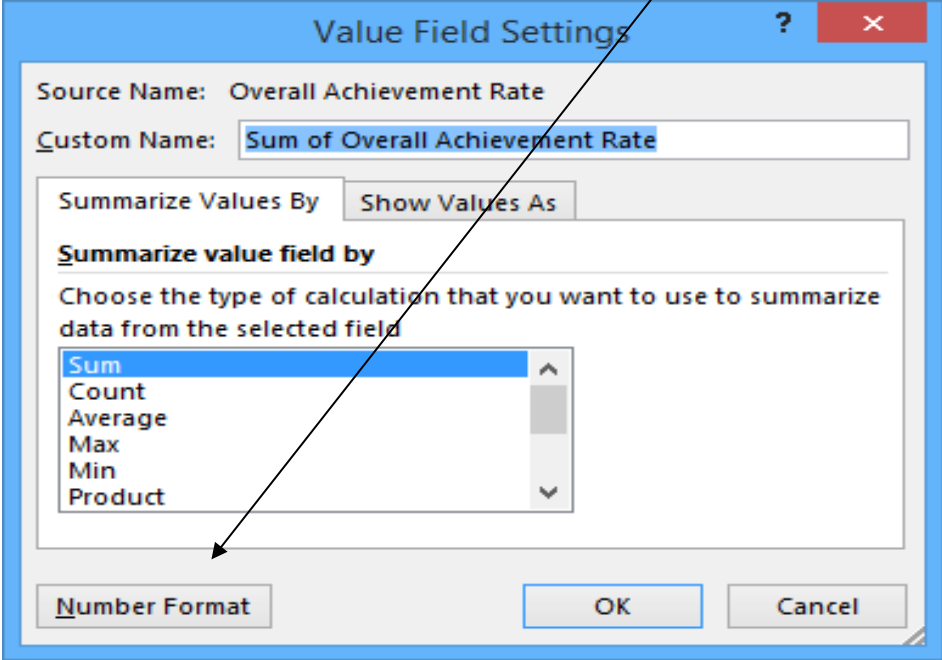 Value Field Settings ? ×
Source Name: Overall Achievement Rate
Custom Name: Sum of Overall Achievement Rate
Summarize Values By Show Values As
Summarize value field by
Choose the type of calculation that you want to use to summarize
data from the selected field
Sum
Count
Average
Max
Min
Product
Number Format OK Cancel